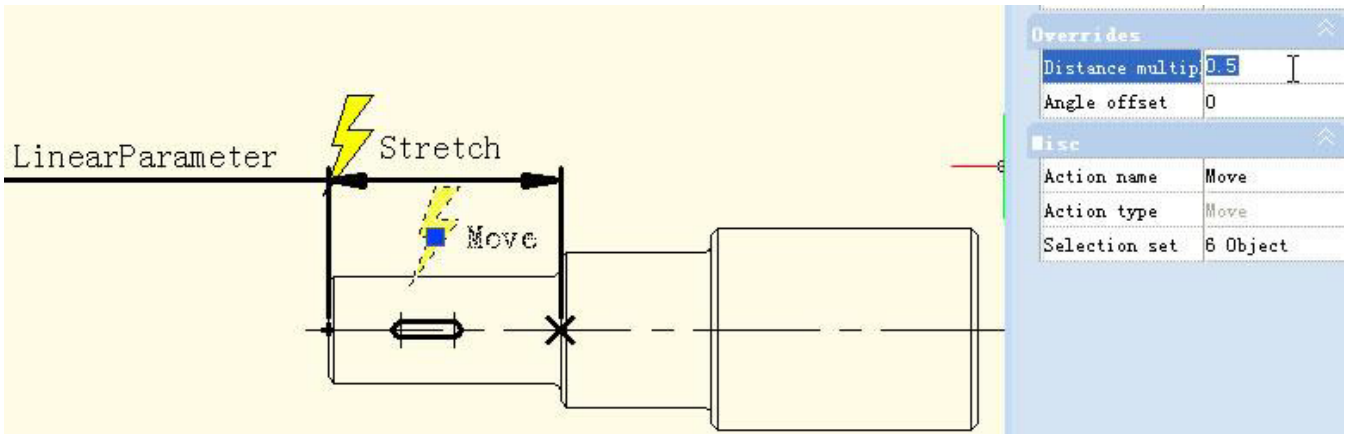 LinearParameter
Stretch
Move
Overrides
Distance multip 0.5
Angle offset 0
Misc
Action name Move
Action type Move
Selection set 6 Object